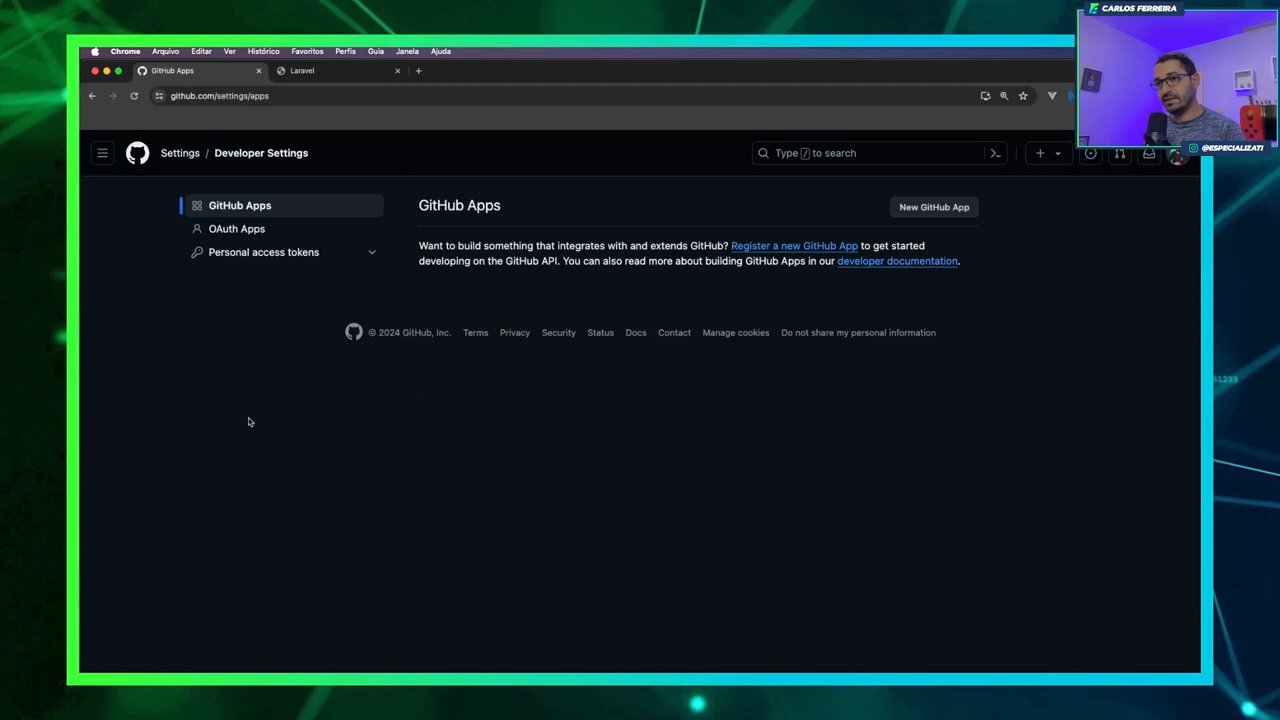 CARLOS FERREIRA
Chrome Arquivo Editar Ver Histórico Favoritos Perfis Guia Janela Ajuda
GitHub Apps Laravel
github.com/settings/apps
Settings / Developer Settings
Type / to search
@ESPECIALIZATI
GitHub Apps
OAuth Apps
Personal access tokens
GitHub Apps
New GitHub App
Want to build something that integrates with and extends GitHub? Register a new GitHub App to get started
developing on the GitHub API. You can also read more about building GitHub Apps in our developer documentation.
© 2024 GitHub, Inc. Terms Privacy Security Status Docs Contact Manage cookies Do not share my personal information